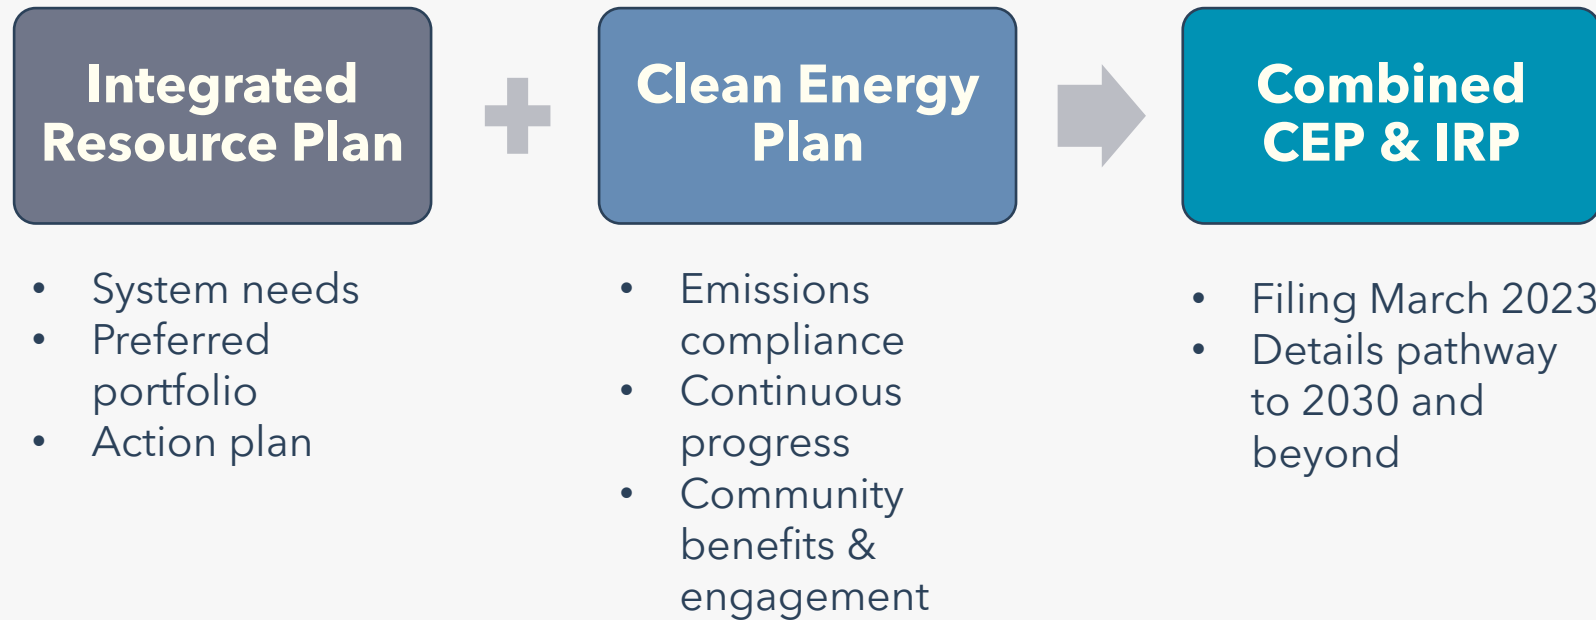 Integrated
Resource Plan
• System needs
• Preferred
portfolio
• Action plan
Clean Energy
Plan
• Emissions
compliance
• Continuous
progress
• Community
benefits &
engagement
Combined
CEP & IRP
• Filing March 2023
• Details pathway
to 2030 and
beyond